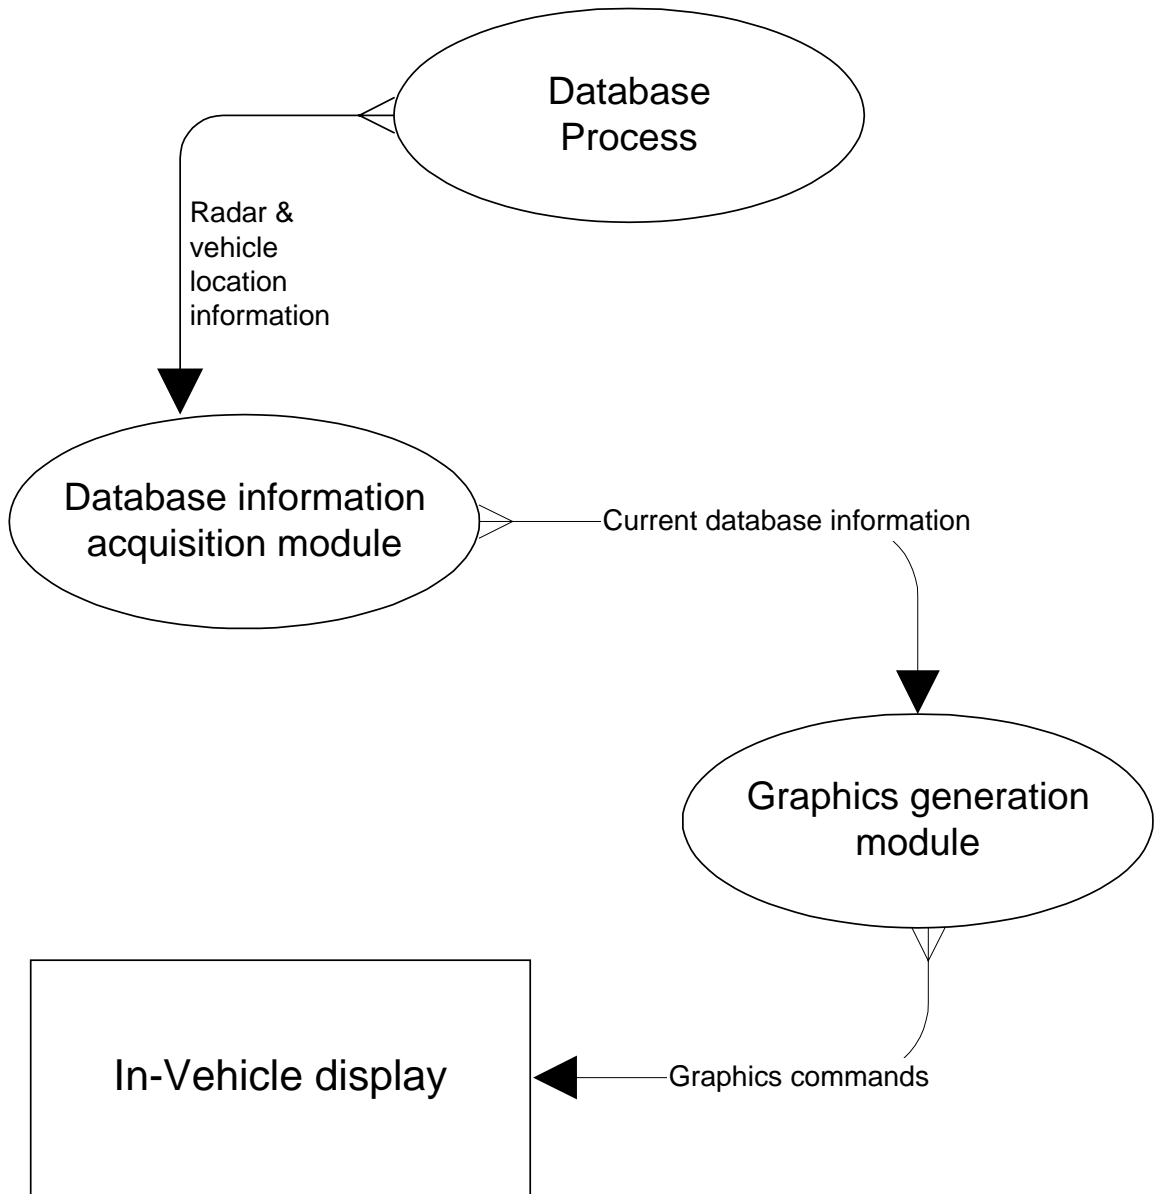 Database
Process
Radar &
vehicle
location
information
Database information
acquisition module
Current database information
Graphics generation
module
In-Vehicle display
Graphics commands